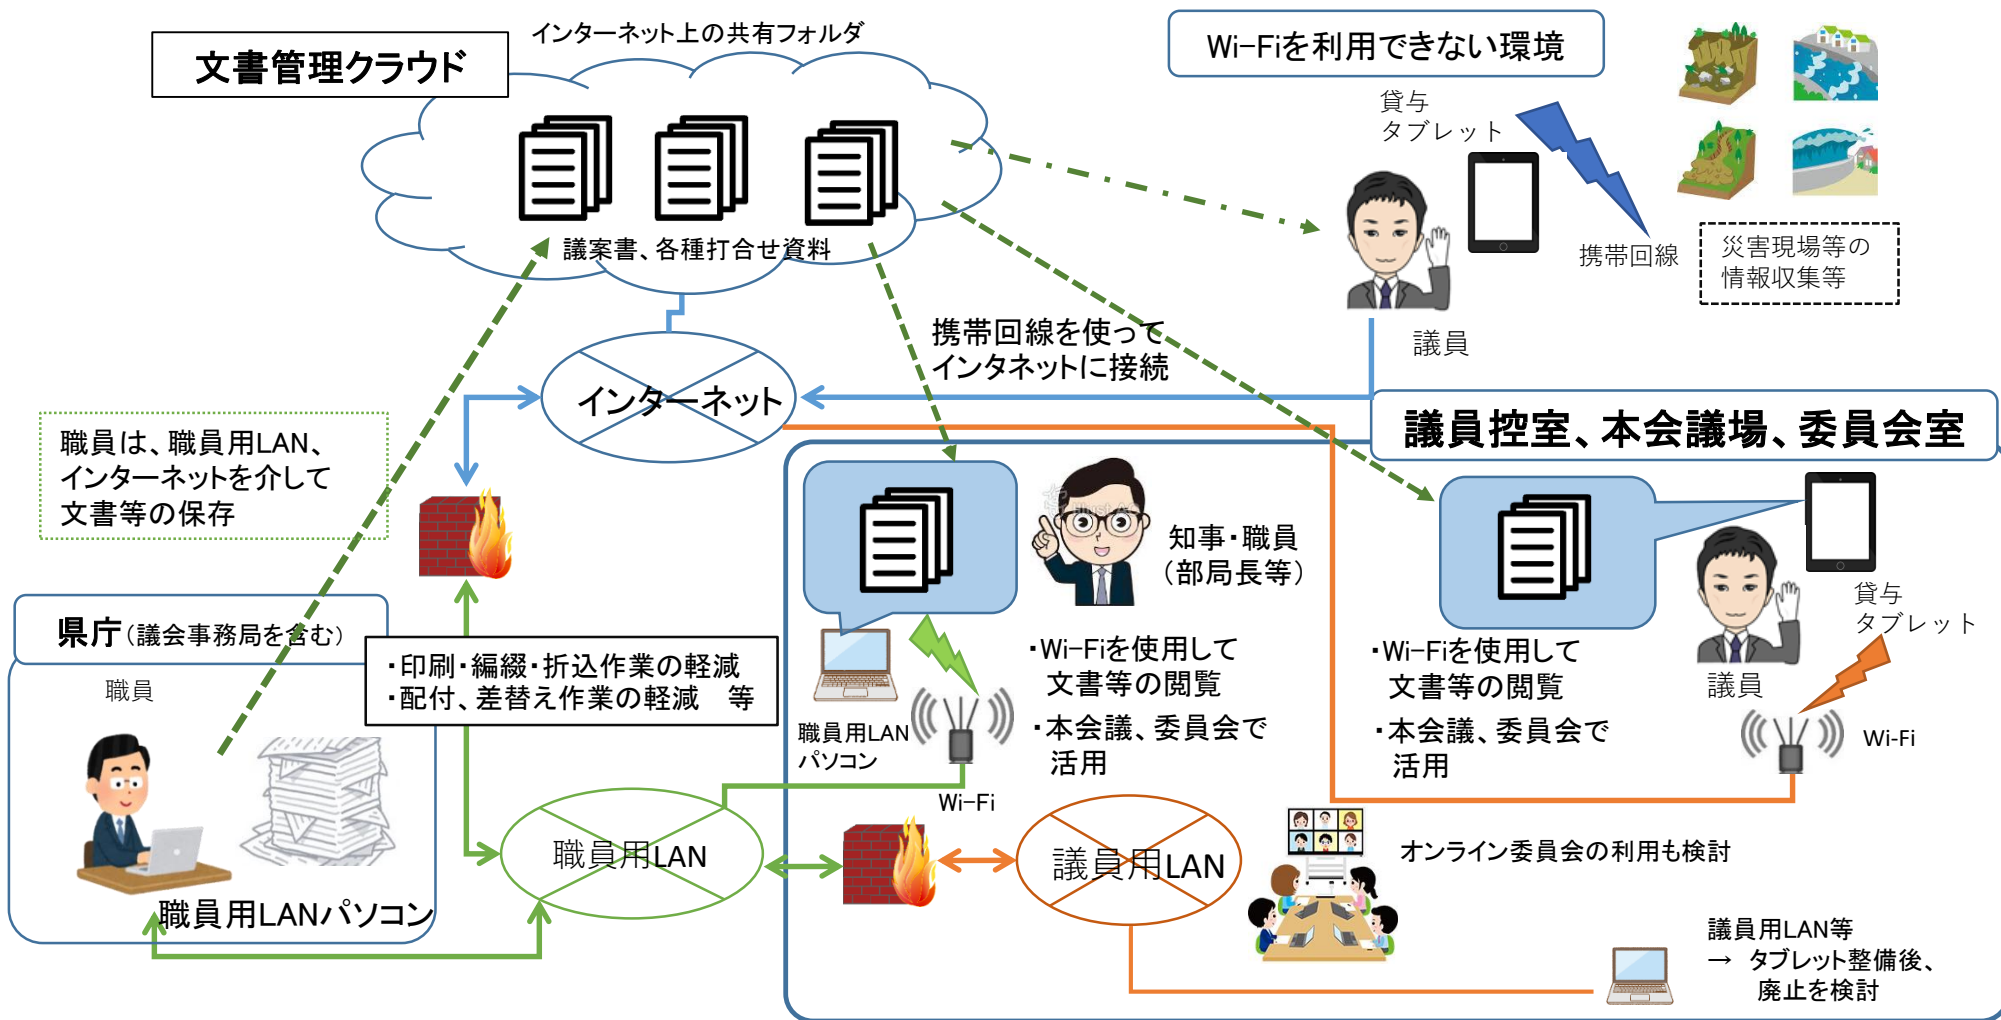 インターネット上の共有フォルダ
文書管理クラウド
議案書、各種打合せ資料
Wi-Fiを利用できない環境
貸与
タブレット
携帯回線
災害現場等の
情報収集等
議員
携帯回線を使って
インタネットに接続
インターネット
職員は、職員用LAN、
インターネットを介して
文書等の保存
議員控室、本会議場、委員会室
知事・職員
（部局長等）
・Wi-Fiを使用して
文書等の閲覧
・本会議、委員会で
活用
職員用LAN
パソコン
Wi-Fi
貸与
タブレット
議員
・Wi-Fiを使用して
文書等の閲覧
・本会議、委員会で
活用
Wi-Fi
県庁（議会事務局を含む）
職員
・印刷・編綴・折込作業の軽減
・配付、差替え作業の軽減　等
職員用LANパソコン
職員用LAN
議員用LAN
オンライン委員会の利用も検討
議員用LAN等
→　タブレット整備後、
廃止を検討